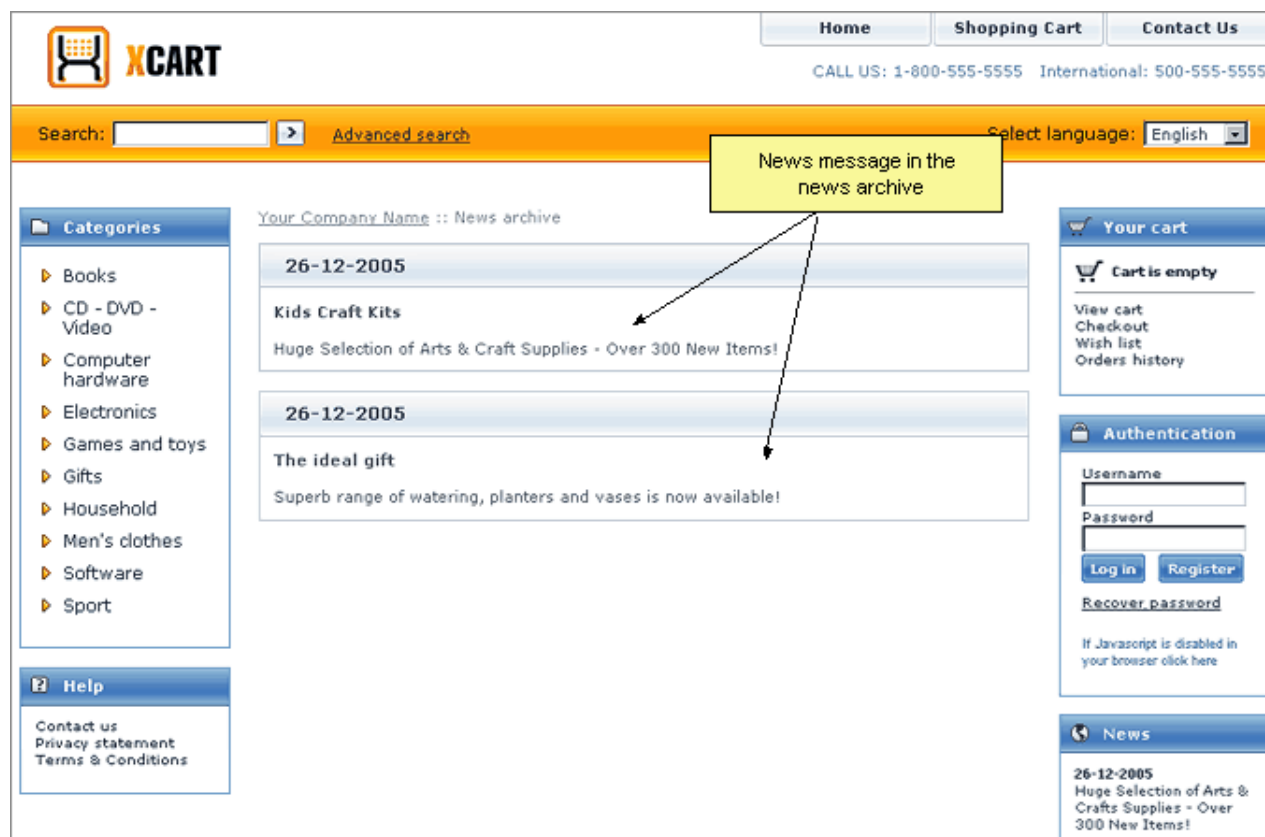 Home
Shopping Cart
Contact Us
XCART
CALL US: 1-800-555-5555 International: 500-555-5555
Search:
Advanced search
Select language: English
News message in the
news archive
Categories
Books
CD - DVD -
Video
Computer
hardware
Electronics
Games and toys
Gifts
Household
Men's clothes
Software
Sport
Help
Contact us
Privacy statement
Terms & Conditions
Your Company Name :: News archive
26-12-2005
Kids Craft Kits
Huge Selection of Arts & Craft Supplies - Over 300 New Items!
26-12-2005
The ideal gift
Superb range of watering, planters and vases is now available!
Your cart
Cart is empty
View cart
Checkout
Wish list
Orders history
Authentication
Username
Password
Log in
Register
Recover password
If Javascript is disabled in
your browser click here
News
26-12-2005
Huge Selection of Arts &
Crafts Supplies - Over
300 New Items!